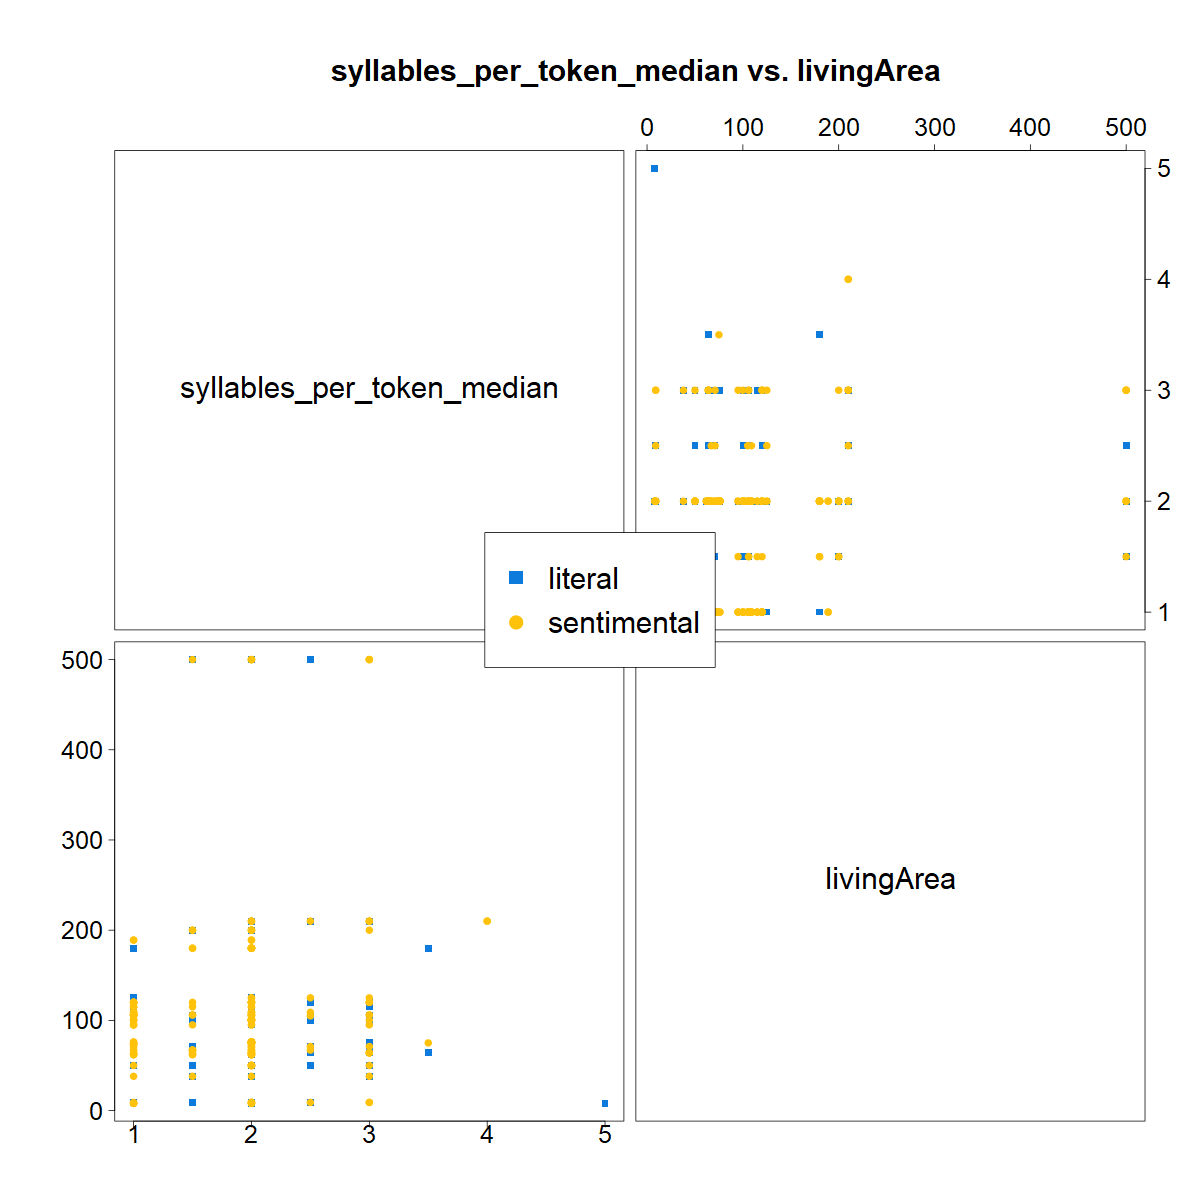 syllables_per_token_median vs. livingArea
0 100 200 300 400 500
5
4
3
2
1
syllables_per_token_median
literal
sentimental
500
400
300
200
100
0
livingArea
1 2 3 4 5